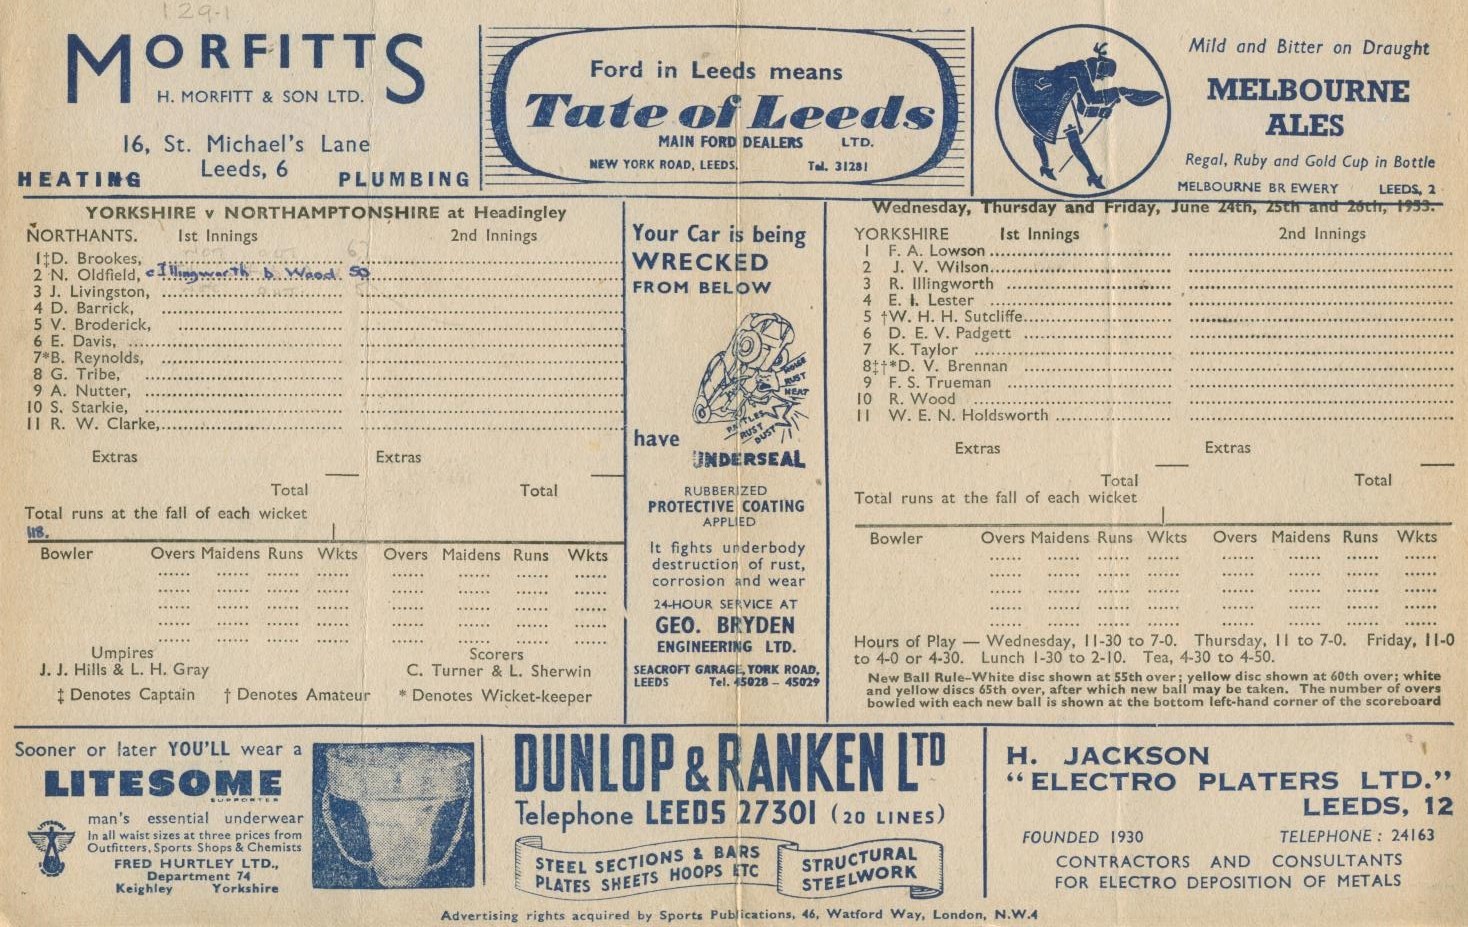 129-1
MORFITTS
H. MORFITT & SON LTD.
16, St. Michael's Lane
Leeds, 6
HEATING PLUMBING
Ford in Leeds means
Tate of Leeds
MAIN FORD DEALERS LTD.
NEW YORK ROAD, LEEDS. Tel. 31281
Mild and Bitter on Draught
MELBOURNE
ALES
Regal, Ruby and Gold Cup in Bottle
MELBOURNE BREWERY LEEDS, 2
YORKSHIRE v NORTHAMPTONSHIRE at Headingley
NORTHANTS. 1st Innings 2nd Innings
1‡D. Brookes,
2 N. Oldfield, c Illingworth b Wood. 50
3 J. Livingston,
4 D. Barrick,
5 V. Broderick,
6 E. Davis,
7*B. Reynolds,
8 G. Tribe,
9 A. Nutter,
10 S. Starkie,
11 R. W. Clarke,
Extras Extras
Total Total
Total runs at the fall of each wicket
118.
Bowler Overs Maidens Runs Wkts Overs Maidens Runs Wkts
Umpires Scorers
J. J. Hills & L. H. Gray C. Turner & L. Sherwin
‡ Denotes Captain † Denotes Amateur * Denotes Wicket-keeper
Your Car is being
WRECKED
FROM BELOW
ROAD
RUST
HEAT
RATTLES
RUST
DUST
have
UNDERSEAL
RUBBERIZED
PROTECTIVE COATING
APPLIED
It fights underbody
destruction of rust,
corrosion and wear
24-HOUR SERVICE AT
GEO. BRYDEN
ENGINEERING LTD.
SEACROFT GARAGE, YORK ROAD,
LEEDS Tel. 45028 – 45029
Wednesday, Thursday and Friday, June 24th, 25th and 26th, 1953.
YORKSHIRE 1st Innings 2nd Innings
1 F. A. Lowson
2 J. V. Wilson
3 R. Illingworth
4 E. I. Lester
5 †W. H. H. Sutcliffe
6 D. E. V. Padgett
7 K. Taylor
8‡†*D. V. Brennan
9 F. S. Trueman
10 R. Wood
11 W. E. N. Holdsworth
Extras Extras
Total Total
Total runs at the fall of each wicket
Bowler Overs Maidens Runs Wkts Overs Maidens Runs Wkts
Hours of Play — Wednesday, 11-30 to 7-0. Thursday, 11 to 7-0. Friday, 11-0
to 4-0 or 4-30. Lunch 1-30 to 2-10. Tea, 4-30 to 4-50.
New Ball Rule–White disc shown at 55th over; yellow disc shown at 60th over; white
and yellow discs 65th over, after which new ball may be taken. The number of overs
bowled with each new ball is shown at the bottom left-hand corner of the scoreboard
Sooner or later YOU'LL wear a
LITESOME
SUPPORTER
man's essential underwear
In all waist sizes at three prices from
Outfitters, Sports Shops & Chemists
FRED HURTLEY LTD.,
Department 74
Keighley Yorkshire
DUNLOP & RANKEN LTD
Telephone LEEDS 27301 (20 LINES)
STEEL SECTIONS & BARS
PLATES SHEETS HOOPS ETC
STRUCTURAL
STEELWORK
H. JACKSON
"ELECTRO PLATERS LTD."
LEEDS, 12
FOUNDED 1930 TELEPHONE: 24163
CONTRACTORS AND CONSULTANTS
FOR ELECTRO DEPOSITION OF METALS
Advertising rights acquired by Sports Publications, 46, Watford Way, London, N.W.4